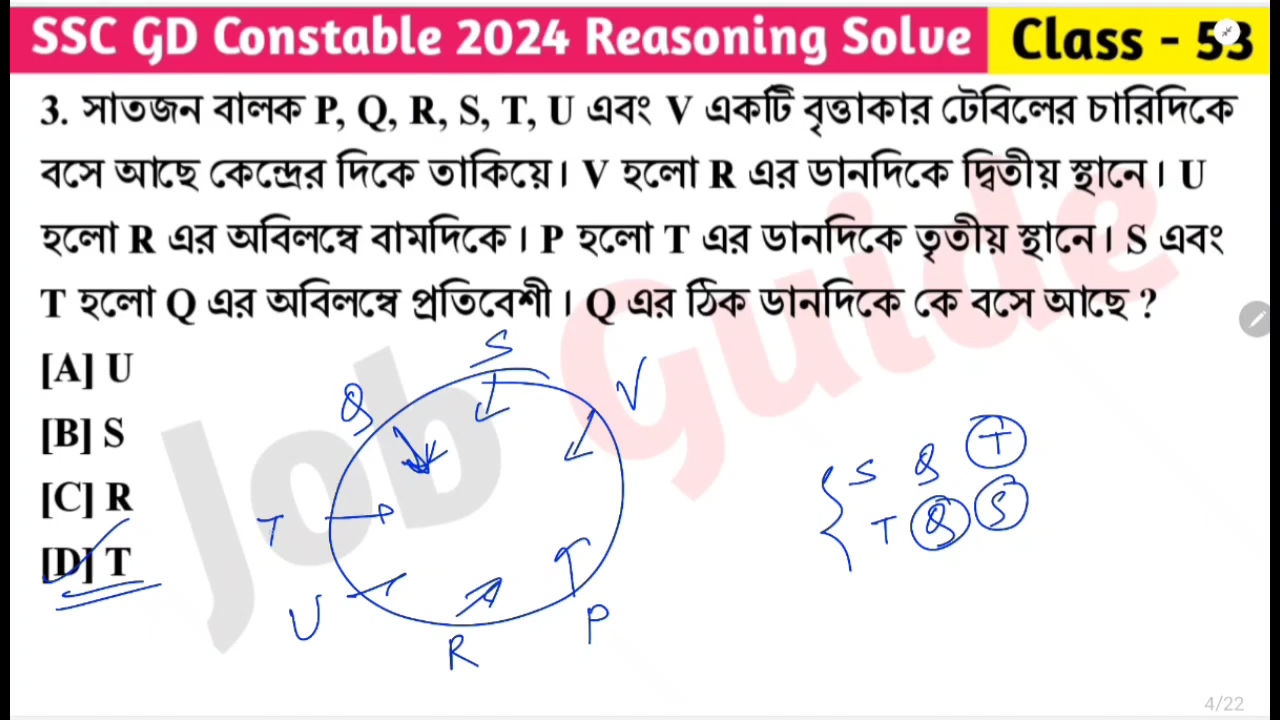 SSC GD Constable 2024 Reasoning Solve Class - 53
3. সাতজন বালক P, Q, R, S, T, U এবং V একটি বৃত্তাকার টেবিলের চারিদিকে
বসে আছে কেন্দ্রের দিকে তাকিয়ে। V হলো R এর ডানদিকে দ্বিতীয় স্থানে। U
হলো R এর অবিলম্বে বামদিকে। P হলো T এর ডানদিকে তৃতীয় স্থানে। S এবং
T হলো Q এর অবিলম্বে প্রতিবেশী। Q এর ঠিক ডানদিকে কে বসে আছে ?
[A] U
[B] S
[C] R
[D] T
Job Guide
S
Q
V
T
U
R
P
S Q T
T Q S
4/22